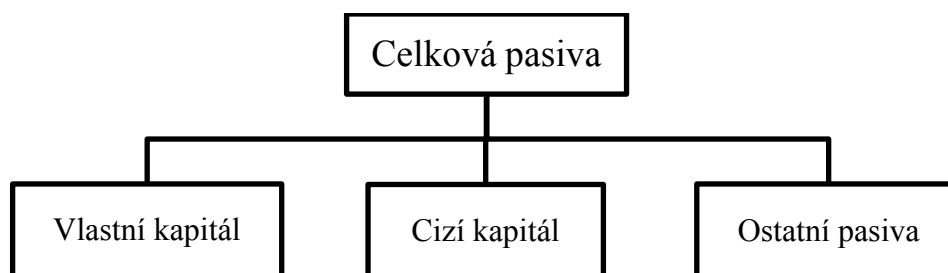 Celková pasiva
Vlastní kapitál
Cizí kapitál
Ostatní pasiva